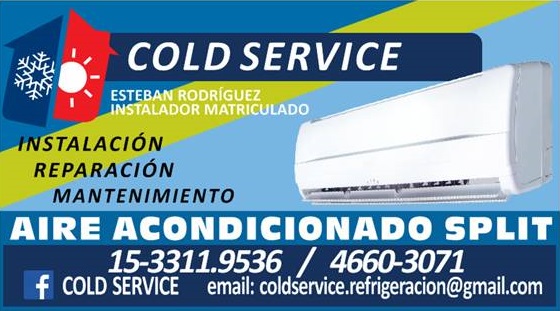 COLD SERVICE
ESTEBAN RODRÍGUEZ
INSTALADOR MATRICULADO
INSTALACIÓN
REPARACIÓN
MANTENIMIENTO
AIRE ACONDICIONADO SPLIT
15-3311.9536 / 4660-3071
f COLD SERVICE email: coldservice.refrigeracion@gmail.com